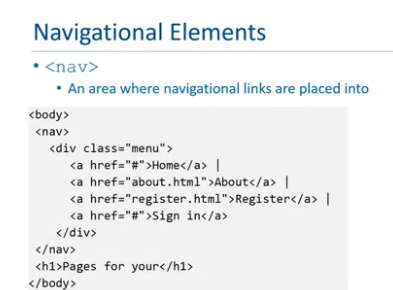 Navigational Elements
• <nav>
• An area where navigational links are placed into
<body>
<nav>
<div class="menu">
<a href="#">Home</a> |
<a href="about.html">About</a> |
<a href="register.html">Register</a> |
<a href="#">Sign in</a>
</div>
</nav>
<h1>Pages for your</h1>
</body>